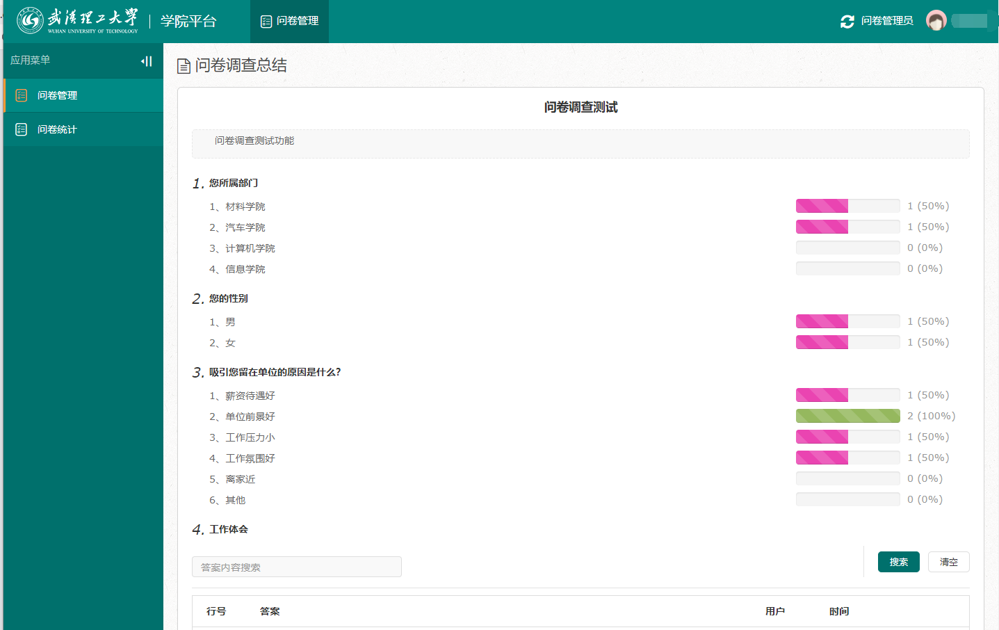 武汉理工大学
WUHAN UNIVERSITY OF TECHNOLOGY
学院平台
问卷管理
问卷管理员
应用菜单
问卷管理
问卷统计
问卷调查总结
问卷调查测试
问卷调查测试功能
1. 您所属部门
1、材料学院 1 (50%)
2、汽车学院 1 (50%)
3、计算机学院 0 (0%)
4、信息学院 0 (0%)
2. 您的性别
1、男 1 (50%)
2、女 1 (50%)
3. 吸引您留在单位的原因是什么?
1、薪资待遇好 1 (50%)
2、单位前景好 2 (100%)
3、工作压力小 1 (50%)
4、工作氛围好 1 (50%)
5、离家近 0 (0%)
6、其他 0 (0%)
4. 工作体会
答案内容搜索 搜索 清空
行号 答案 用户 时间